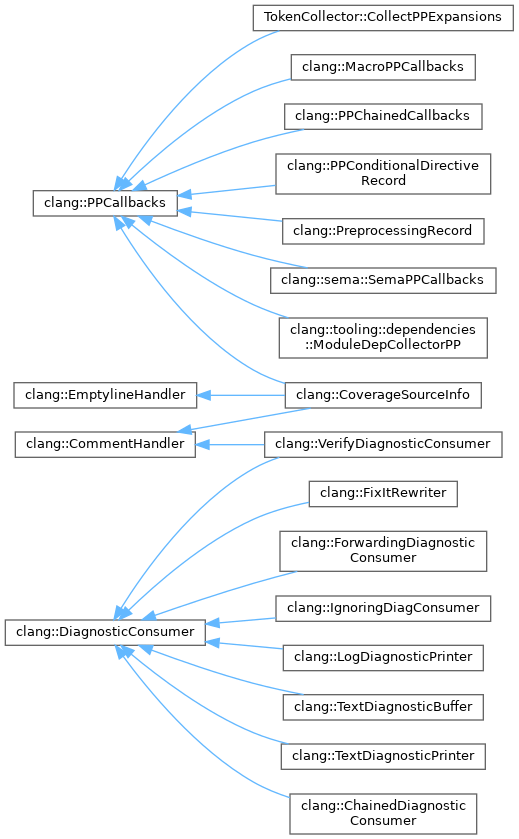 TokenCollector::CollectPPExpansions
clang::MacroPPCallbacks
clang::PPChainedCallbacks
clang::PPConditionalDirective
Record
clang::PPCallbacks
clang::PreprocessingRecord
clang::sema::SemaPPCallbacks
clang::tooling::dependencies
::ModuleDepCollectorPP
clang::EmptylineHandler
clang::CoverageSourceInfo
clang::CommentHandler
clang::VerifyDiagnosticConsumer
clang::FixItRewriter
clang::ForwardingDiagnostic
Consumer
clang::IgnoringDiagConsumer
clang::DiagnosticConsumer
clang::LogDiagnosticPrinter
clang::TextDiagnosticBuffer
clang::TextDiagnosticPrinter
clang::ChainedDiagnostic
Consumer